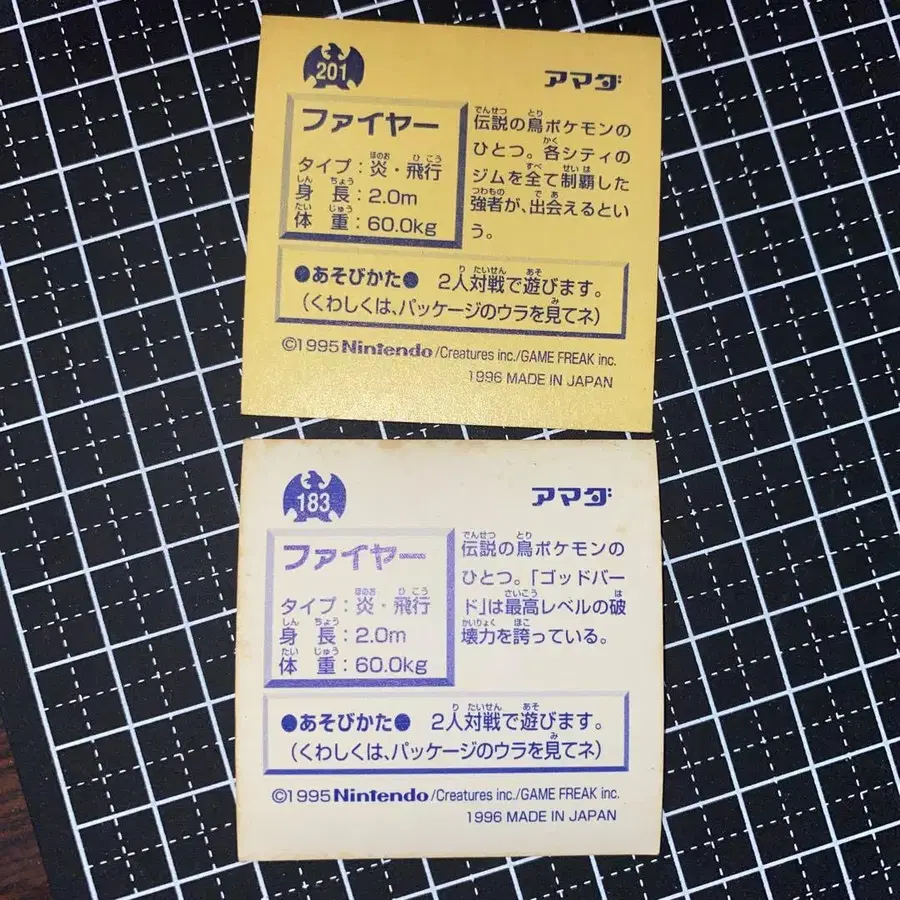 201
アマダ
ファイヤー
タイプ:炎・飛行
身長:2.0m
体重:60.0kg
伝説の鳥ポケモンの
ひとつ。各シティの
ジムを全て制覇した
強者が、出会えるとい
う。
●あそびかた● 2人対戦で遊びます。
(くわしくは、パッケージのウラを見てネ)
©1995 Nintendo/Creatures inc./GAME FREAK inc.
1996 MADE IN JAPAN
183
アマダ
ファイヤー
タイプ:炎・飛行
身長:2.0m
体重:60.0kg
伝説の鳥ポケモンの
ひとつ。「ゴッドバー
ド」は最高レベルの破
壊力を誇っている。
●あそびかた● 2人対戦で遊びます。
(くわしくは、パッケージのウラを見てネ)
©1995 Nintendo/Creatures inc./GAME FREAK inc.
1996 MADE IN JAPAN